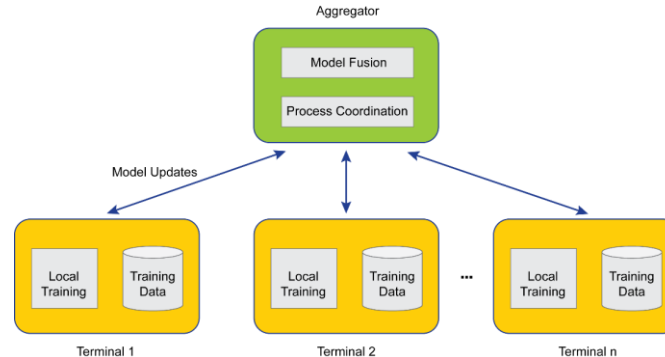 Aggregator
Model Fusion
Process Coordination
Model Updates
Local
Training
Training
Data
Local
Training
Training
Data
...
Local
Training
Training
Data
Terminal 1
Terminal 2
Terminal n